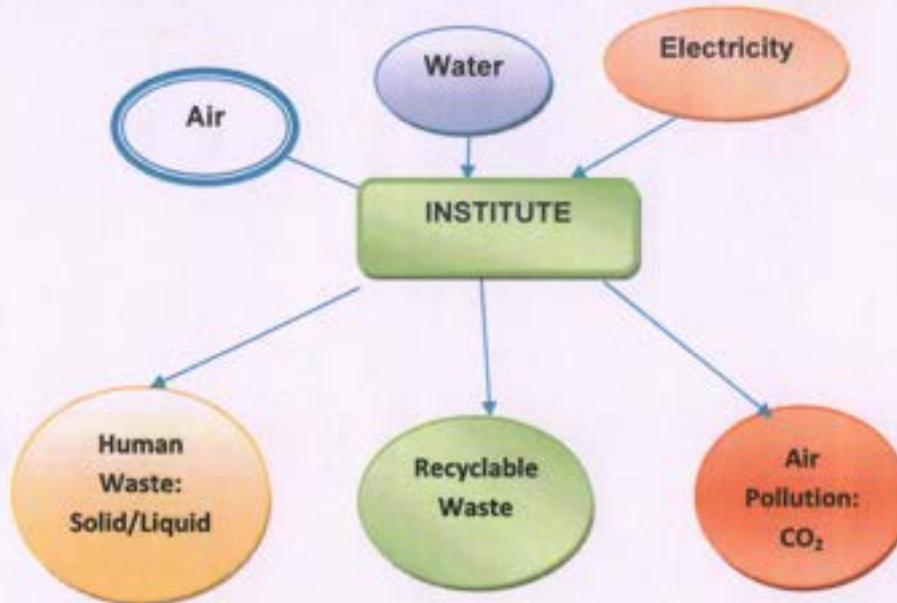 Air
Water
Electricity
INSTITUTE
Human
Waste:
Solid/Liquid
Recyclable
Waste
Air
Pollution:
CO₂